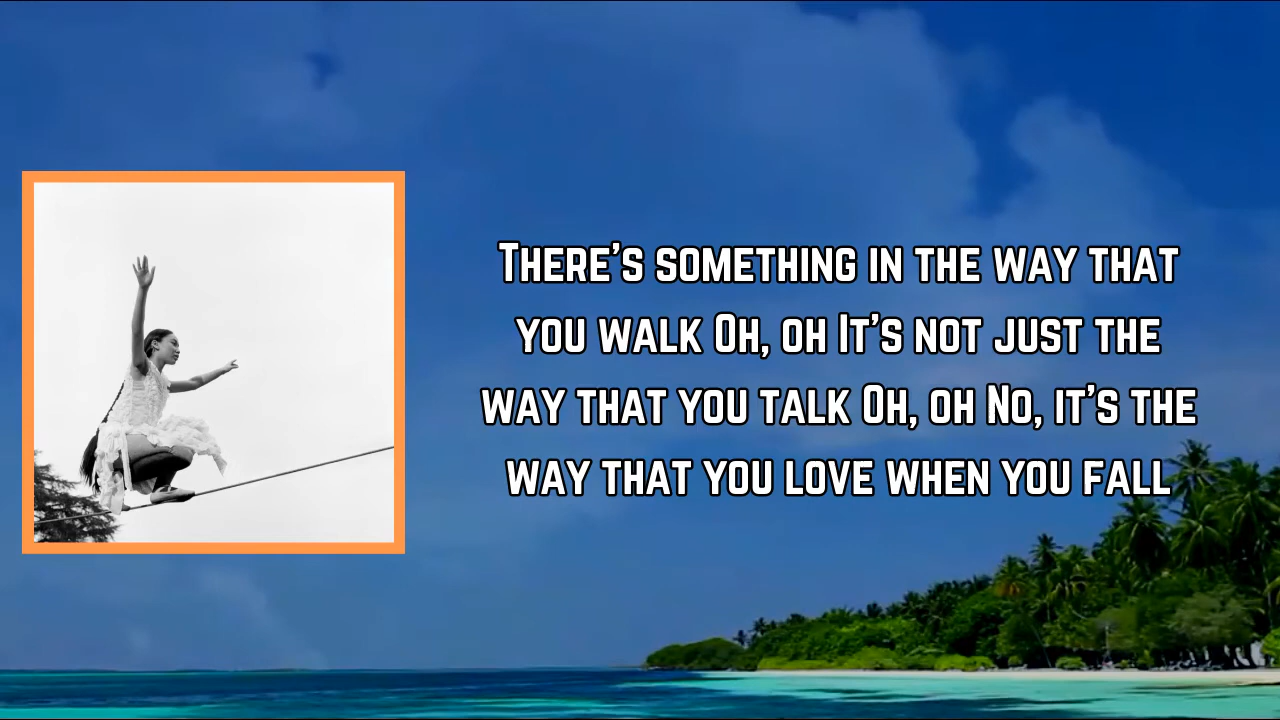 There’s something in the way that
you walk Oh, oh It’s not just the
way that you talk Oh, oh No, it’s the
way that you love when you fall